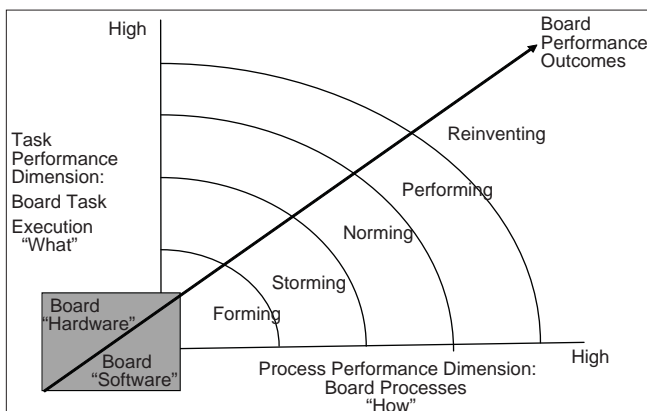 High
Board
Performance
Outcomes
Task
Performance
Dimension:
Board Task
Execution
“What”
Reinventing
Performing
Norming
Storming
Forming
Board
“Hardware”
Board
“Software”
High
Process Performance Dimension:
Board Processes
“How”